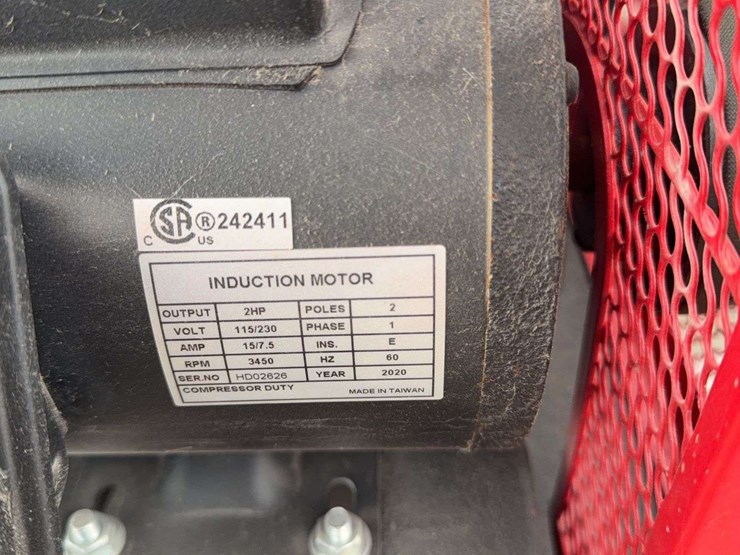 C SA ® 242411
C US
INDUCTION MOTOR
OUTPUT 2HP POLES 2
VOLT 115/230 PHASE 1
AMP 15/7.5 INS. E
RPM 3450 HZ 60
SER.NO HD02626 YEAR 2020
COMPRESSOR DUTY MADE IN TAIWAN